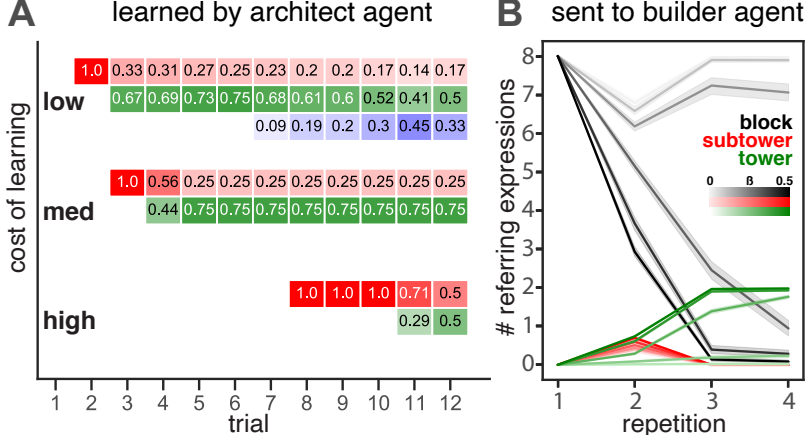 A learned by architect agent
cost of learning
low
1.0 0.33 0.31 0.27 0.25 0.23 0.2 0.2 0.17 0.14 0.17
0.67 0.69 0.73 0.75 0.68 0.61 0.6 0.52 0.41 0.5
0.09 0.19 0.2 0.3 0.45 0.33
med
1.0 0.56 0.25 0.25 0.25 0.25 0.25 0.25 0.25 0.25
0.44 0.75 0.75 0.75 0.75 0.75 0.75 0.75 0.75
high
1.0 1.0 1.0 0.71 0.5
0.29 0.5
1 2 3 4 5 6 7 8 9 10 11 12
trial
B sent to builder agent
# referring expressions
8
7
6
5
4
3
2
1
0
block
subtower
tower
0 ß 0.5
1 2 3 4
repetition